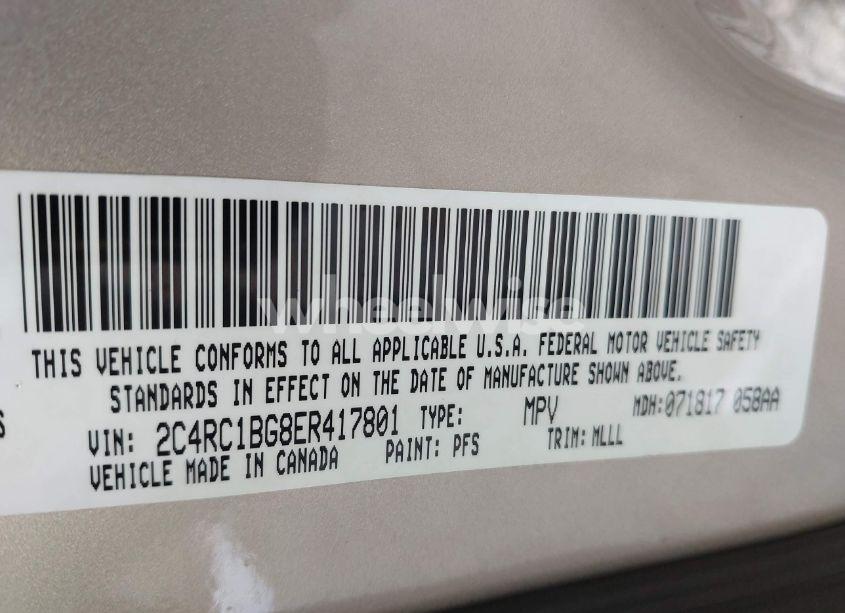 wheelwise
THIS VEHICLE CONFORMS TO ALL APPLICABLE U.S.A. FEDERAL MOTOR VEHICLE SAFETY
STANDARDS IN EFFECT ON THE DATE OF MANUFACTURE SHOWN ABOVE.
VIN: 2C4RC1BG8ER417801 TYPE: MPV MDH:071817 058AA
VEHICLE MADE IN CANADA PAINT: PFS TRIM: MLLL
S